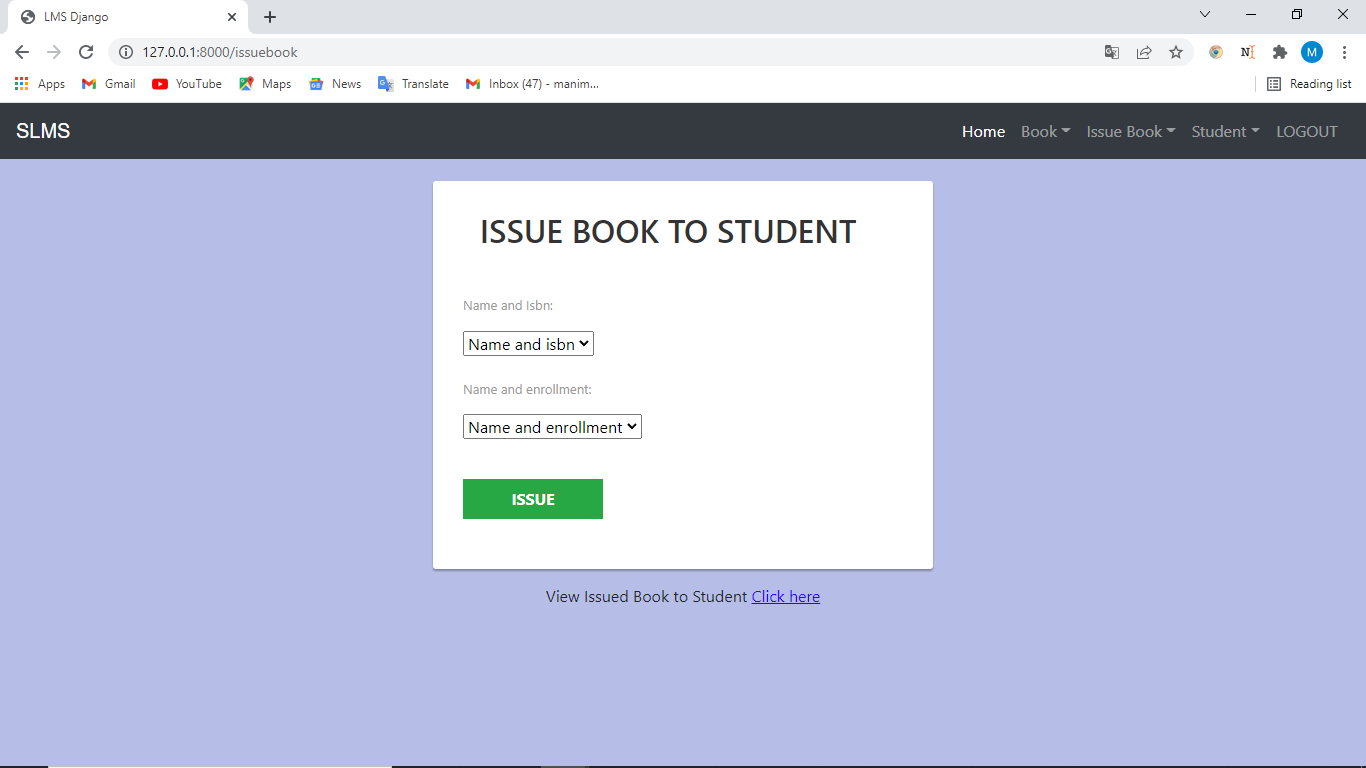 LMS Django
127.0.0.1:8000/issuebook
M
Apps Gmail YouTube Maps News Translate Inbox (47) - manim... Reading list
SLMS Home Book Issue Book Student LOGOUT
ISSUE BOOK TO STUDENT
Name and Isbn:
Name and isbn
Name and enrollment:
Name and enrollment
ISSUE
View Issued Book to Student Click here